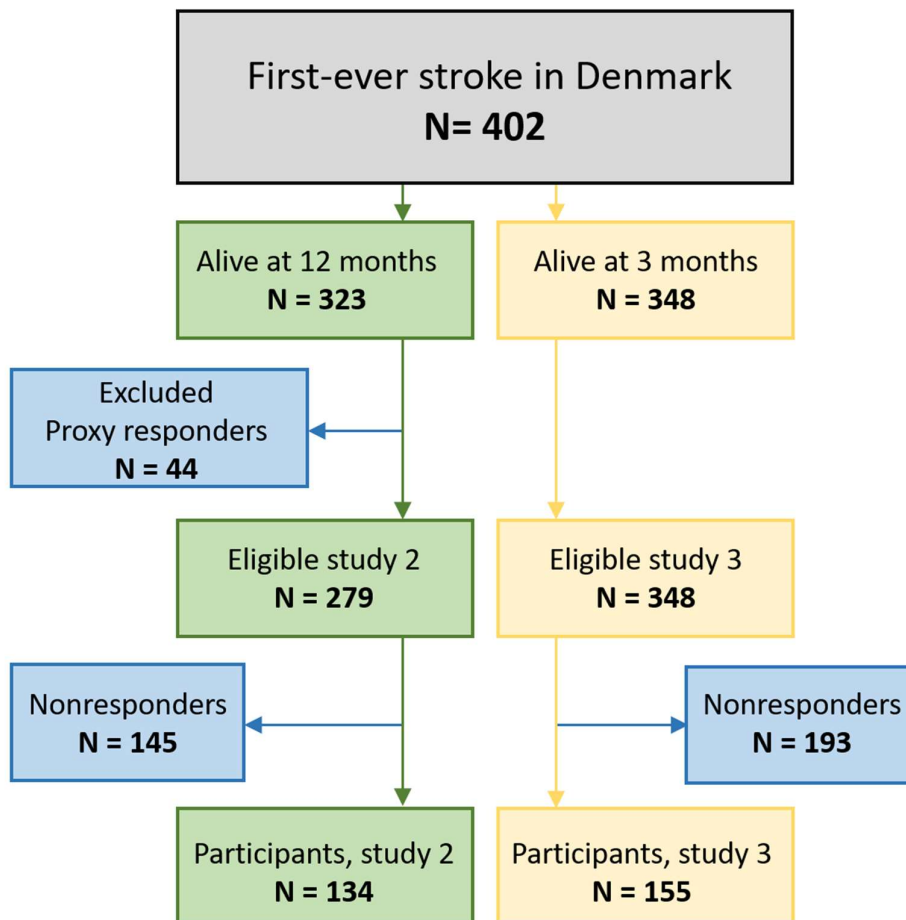 First-ever stroke in Denmark
N= 402
Alive at 12 months
N = 323
Alive at 3 months
N = 348
Excluded
Proxy responders
N = 44
Eligible study 2
N = 279
Eligible study 3
N = 348
Nonresponders
N = 145
Nonresponders
N = 193
Participants, study 2
N = 134
Participants, study 3
N = 155